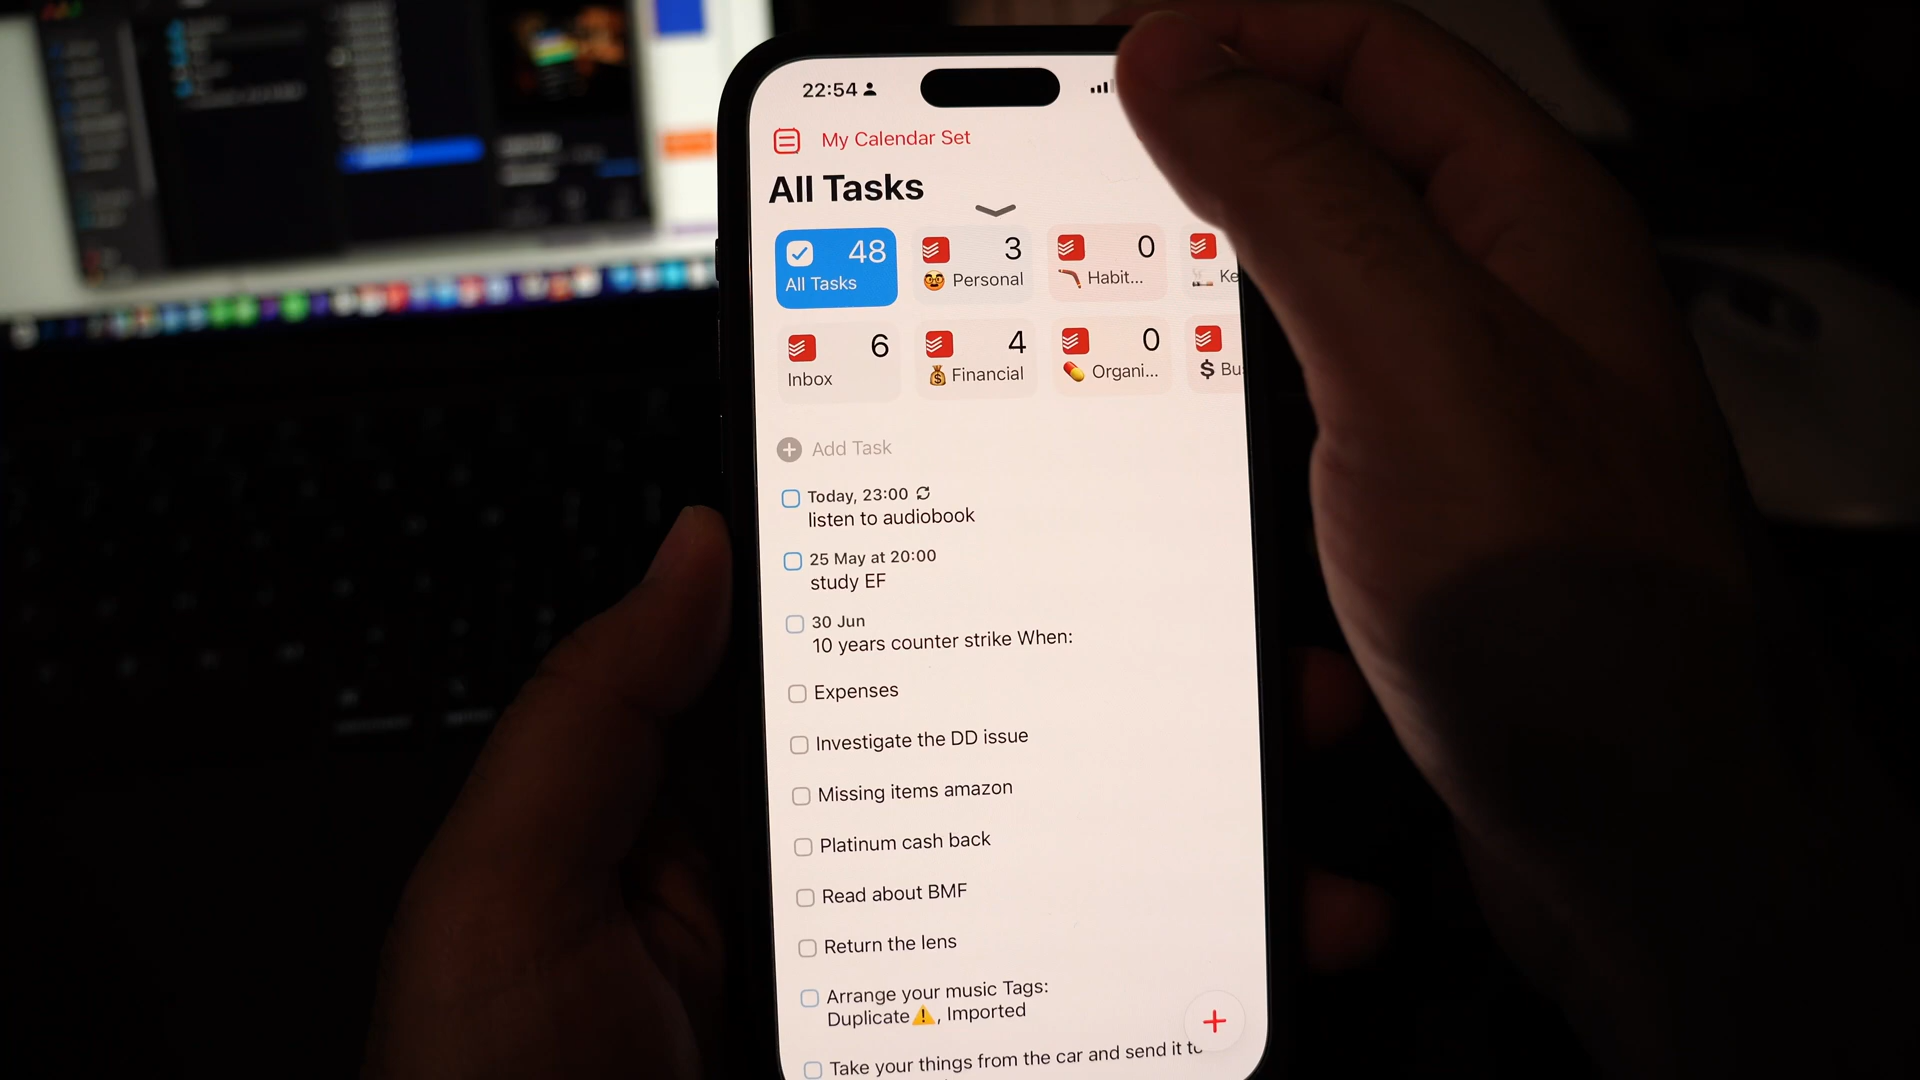 22:54
My Calendar Set
All Tasks
48
All Tasks
3
Personal
0
Habit...
Ke
6
Inbox
4
Financial
0
Organi...
$ Bu
Add Task
Today, 23:00
listen to audiobook
25 May at 20:00
study EF
30 Jun
10 years counter strike When:
Expenses
Investigate the DD issue
Missing items amazon
Platinum cash back
Read about BMF
Return the lens
Arrange your music Tags:
Duplicate⚠️, Imported
Take your things from the car and send it to